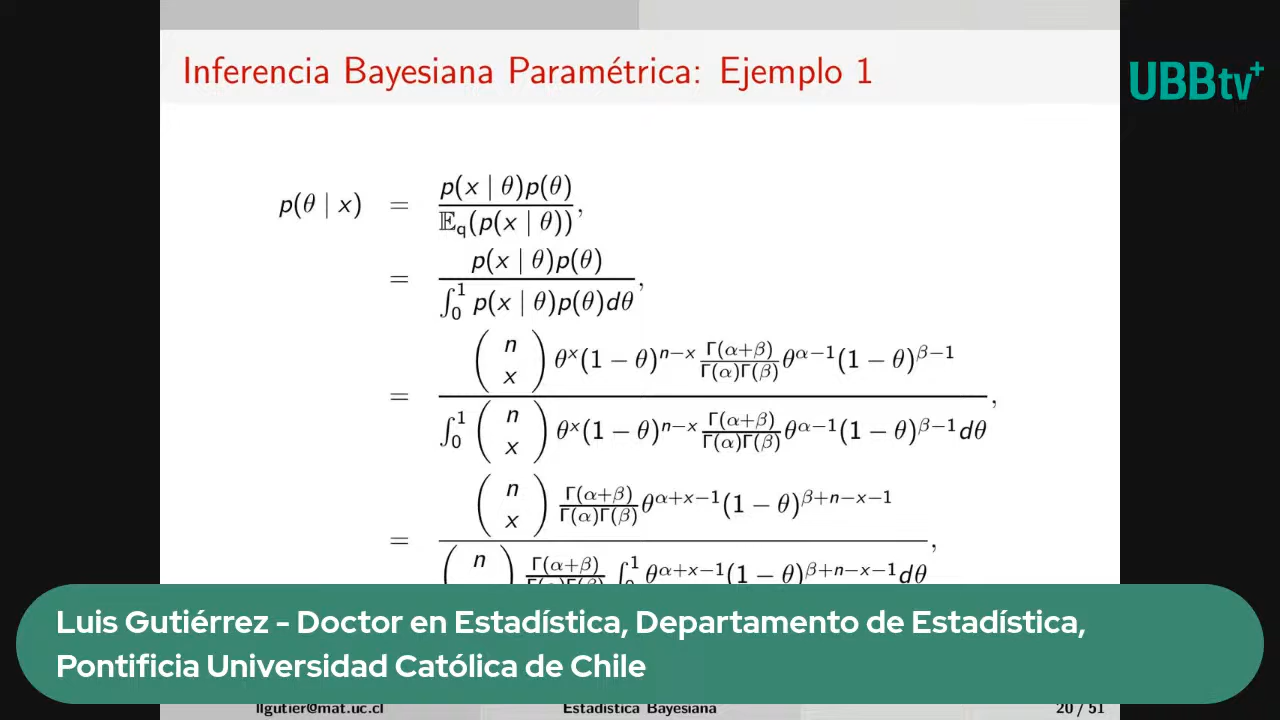 Inferencia Bayesiana Paramétrica: Ejemplo 1
UBBtv+
p(θ | x) = p(x | θ)p(θ) / 𝔼q(p(x | θ)),
= p(x | θ)p(θ) / ∫₀¹ p(x | θ)p(θ)dθ,
= (n x) θ^x(1 − θ)^{n−x} Γ(α+β)/Γ(α)Γ(β) θ^{α−1}(1 − θ)^{β−1} / ∫₀¹ (n x) θ^x(1 − θ)^{n−x} Γ(α+β)/Γ(α)Γ(β) θ^{α−1}(1 − θ)^{β−1}dθ,
= (n x) Γ(α+β)/Γ(α)Γ(β) θ^{α+x−1}(1 − θ)^{β+n−x−1} / (n) Γ(α+β)/Γ(α)Γ(β) ∫₀¹ θ^{α+x−1}(1 − θ)^{β+n−x−1}dθ,
Luis Gutiérrez - Doctor en Estadística, Departamento de Estadística,
Pontificia Universidad Católica de Chile
llgutier@mat.uc.cl Estadística Bayesiana 20 / 51